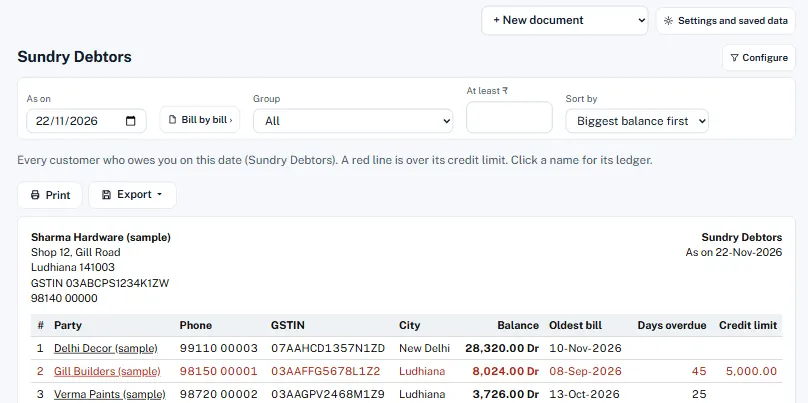 + New document
Settings and saved data
Sundry Debtors
Configure
As on
22/11/2026
Bill by bill ›
Group
All
At least ₹
Sort by
Biggest balance first
Every customer who owes you on this date (Sundry Debtors). A red line is over its credit limit. Click a name for its ledger.
Print
Export
Sharma Hardware (sample)
Shop 12, Gill Road
Ludhiana 141003
GSTIN 03ABCPS1234K1ZW
98140 00000
Sundry Debtors
As on 22-Nov-2026
# Party Phone GSTIN City Balance Oldest bill Days overdue Credit limit
1 Delhi Decor (sample) 99110 00003 07AAHCD1357N1ZD New Delhi 28,320.00 Dr 10-Nov-2026
2 Gill Builders (sample) 98150 00001 03AAFFG5678L1Z2 Ludhiana 8,024.00 Dr 08-Sep-2026 45 5,000.00
3 Verma Paints (sample) 98720 00002 03AAGPV2468M1Z9 Ludhiana 3,726.00 Dr 13-Oct-2026 25